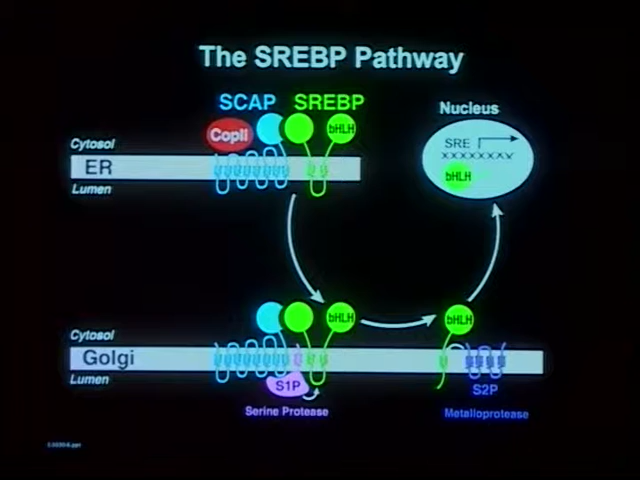 The SREBP Pathway
SCAP SREBP
Nucleus
CopII
bHLH
Cytosol
ER
Lumen
SRE
bHLH
bHLH
bHLH
Cytosol
Golgi
Lumen
S1P
Serine Protease
S2P
Metalloprotease